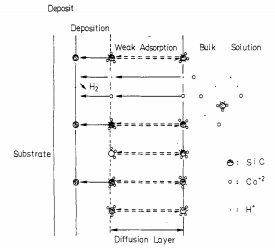 Deposit
Deposition
Weak Adsorption
Bulk Solution
H₂
Substrate
: SiC
: Co⁺²
: H⁺
Diffusion Layer